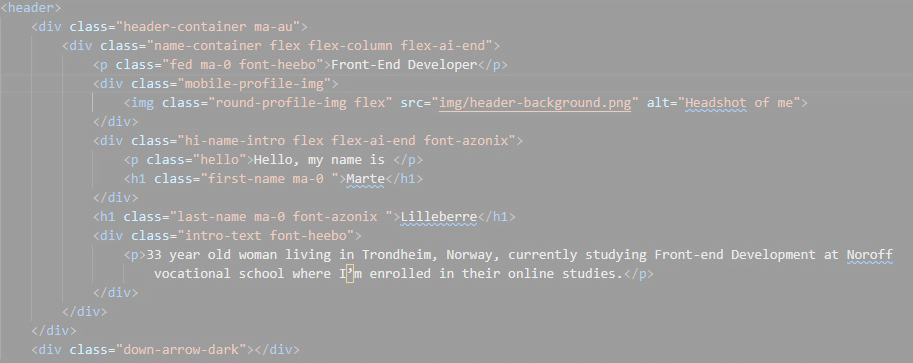 <header>
<div class="header-container ma-au">
<div class="name-container flex flex-column flex-ai-end">
<p class="fed ma-0 font-heebo">Front-End Developer</p>
<div class="mobile-profile-img">
<img class="round-profile-img flex" src="img/header-background.png" alt="Headshot of me">
</div>
<div class="hi-name-intro flex flex-ai-end font-azonix">
<p class="hello">Hello, my name is </p>
<h1 class="first-name ma-0 ">Marte</h1>
</div>
<h1 class="last-name ma-0 font-azonix ">Lilleberre</h1>
<div class="intro-text font-heebo">
<p>33 year old woman living in Trondheim, Norway, currently studying Front-end Development at Noroff
vocational school where I’m enrolled in their online studies.</p>
</div>
</div>
</div>
<div class="down-arrow-dark"></div>